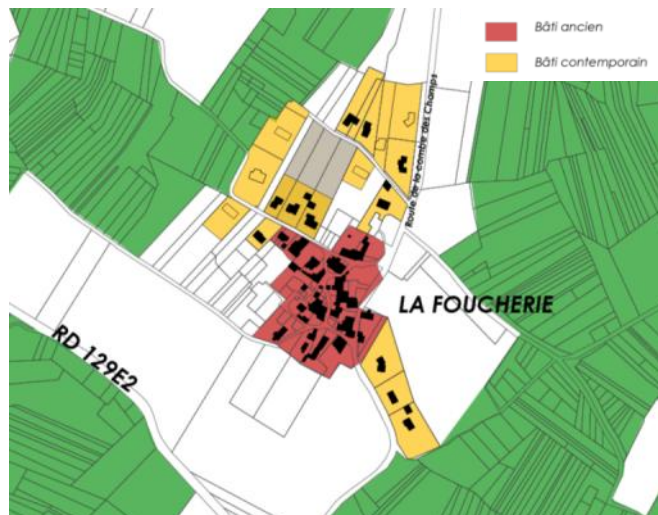 Bâti ancien
Bâti contemporain
Route de la combe des Champs
LA FOUCHERIE
RD 129E2